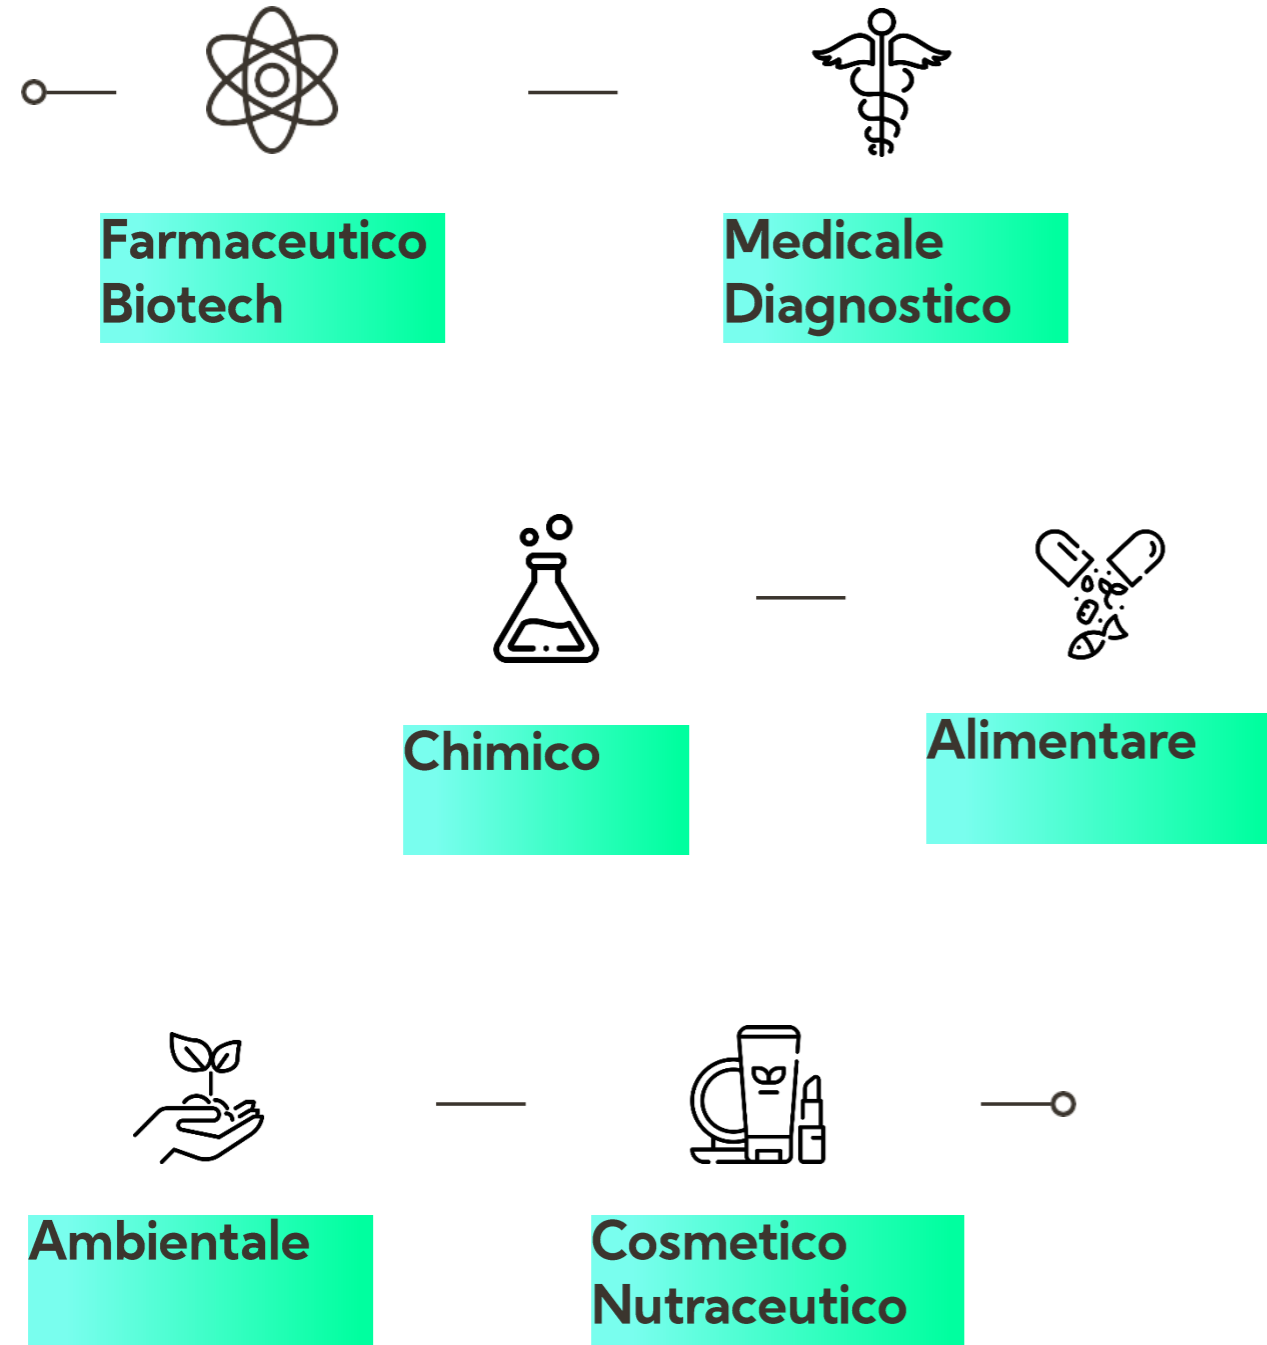 Farmaceutico
Biotech
Medicale
Diagnostico
Chimico
Alimentare
Ambientale
Cosmetico
Nutraceutico